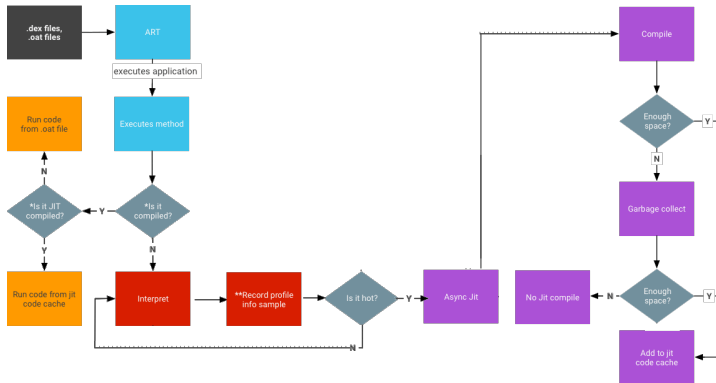 .dex files,
.oat files
ART
Compile
executes application
Run code
from .oat file
Executes method
Enough
space?
Y
N
N
*Is it JIT
compiled?
Y
*Is it
compiled?
Garbage collect
Y
N
Run code from jit
code cache
Interpret
**Record profile
info sample
Is it hot?
Y
Async Jit
No Jit compile
N
Enough
space?
Y
N
Add to jit
code cache